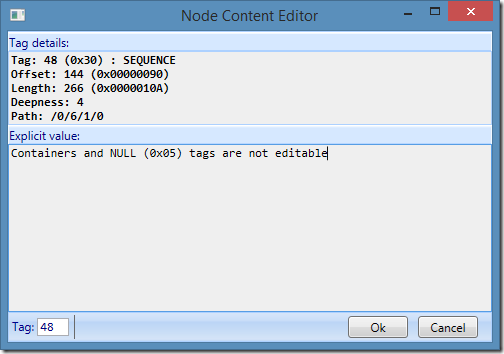 Node Content Editor
Tag details:
Tag: 48 (0x30) : SEQUENCE
Offset: 144 (0x00000090)
Length: 266 (0x0000010A)
Deepness: 4
Path: /0/6/1/0
Explicit value:
Containers and NULL (0x05) tags are not editable
Tag: 48 Ok Cancel